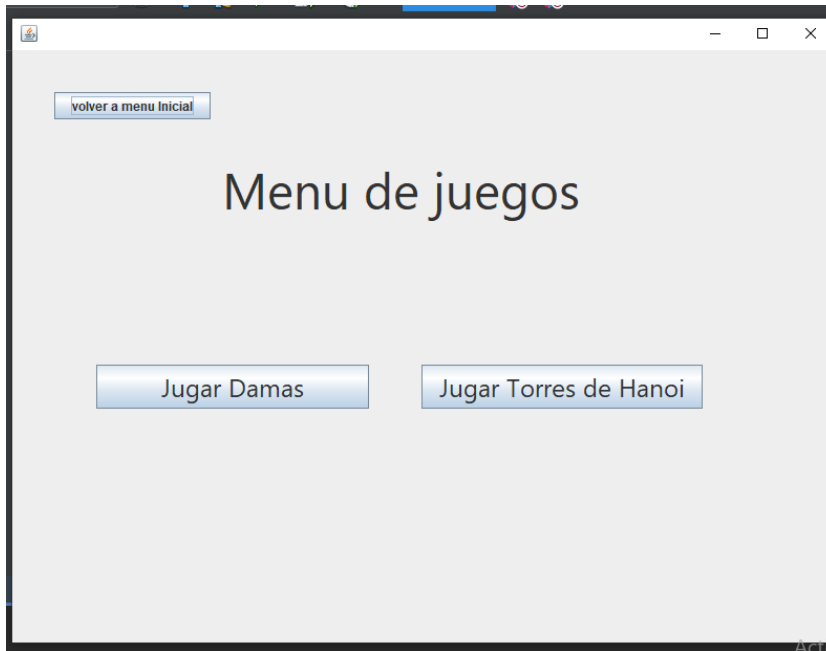 volver a menu Inicial
Menu de juegos
Jugar Damas
Jugar Torres de Hanoi